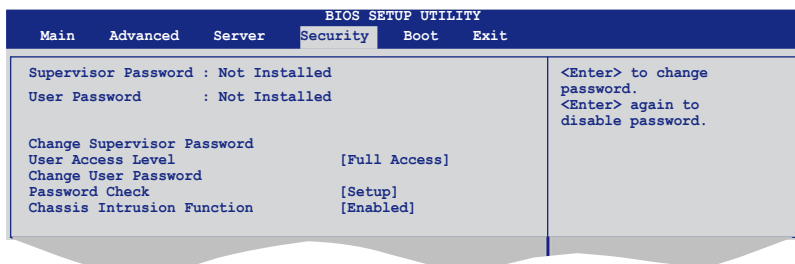 BIOS SETUP UTILITY
Main Advanced Server Security Boot Exit
Supervisor Password : Not Installed
User Password : Not Installed
Change Supervisor Password
User Access Level [Full Access]
Change User Password
Password Check [Setup]
Chassis Intrusion Function [Enabled]
<Enter> to change
password.
<Enter> again to
disable password.